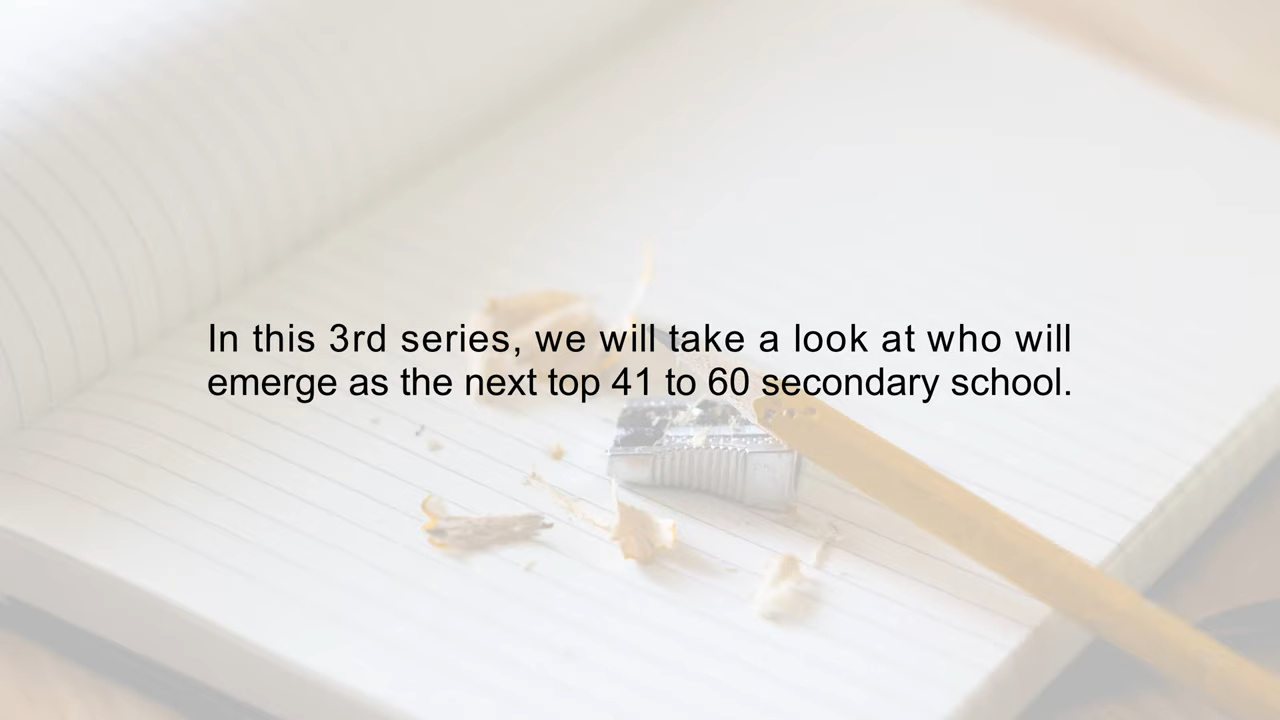 In this 3rd series, we will take a look at who will
emerge as the next top 41 to 60 secondary school.